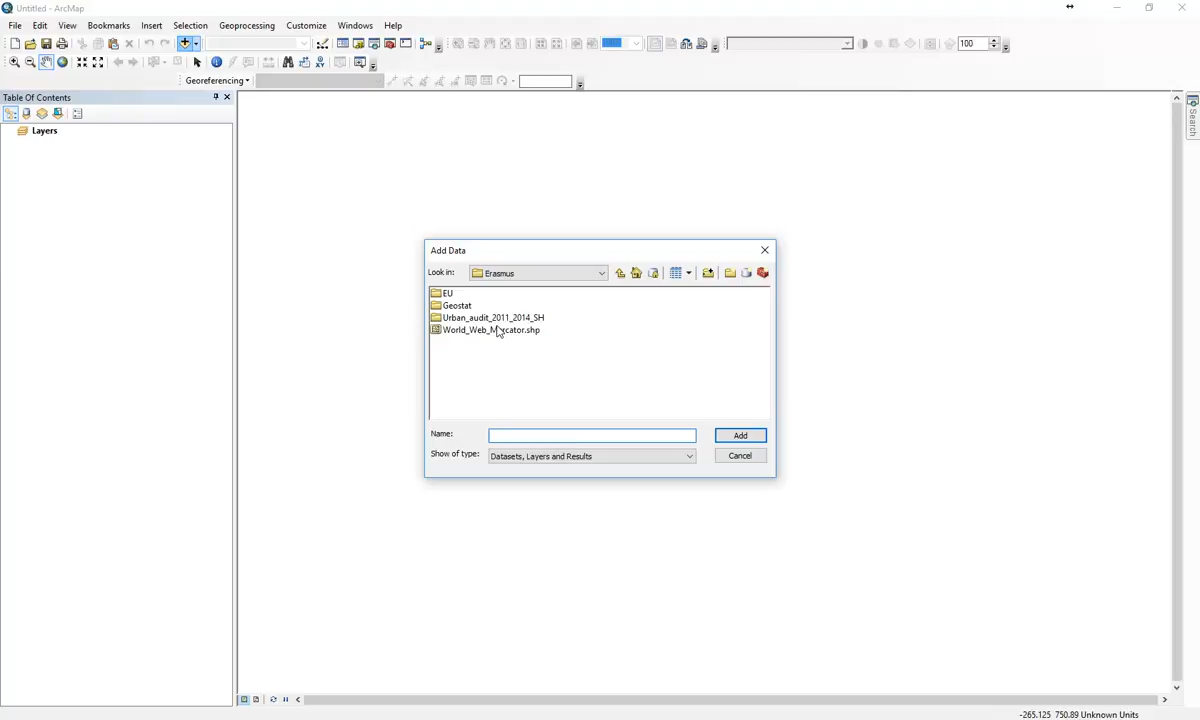 Untitled - ArcMap
File Edit View Bookmarks Insert Selection Geoprocessing Customize Windows Help
100
Georeferencing
Table Of Contents
Layers
Search
Add Data
Look in: Erasmus
EU
Geostat
Urban_audit_2011_2014_SH
World_Web_Mercator.shp
Name:
Add
Show of type: Datasets, Layers and Results
Cancel
-265.125 750.89 Unknown Units